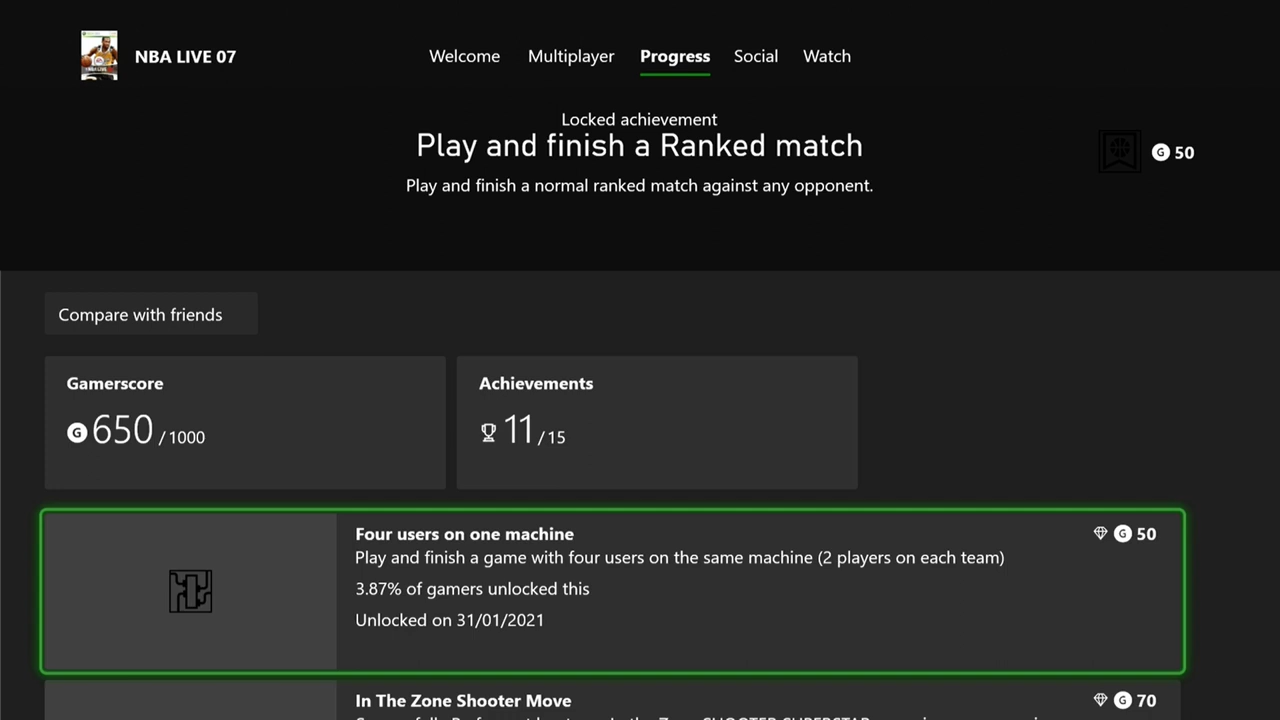 NBA LIVE 07
Welcome Multiplayer Progress Social Watch
Locked achievement
Play and finish a Ranked match
Play and finish a normal ranked match against any opponent.
G 50
Compare with friends
Gamerscore
G 650 / 1000
Achievements
11 / 15
Four users on one machine
G 50
Play and finish a game with four users on the same machine (2 players on each team)
3.87% of gamers unlocked this
Unlocked on 31/01/2021
In The Zone Shooter Move
G 70